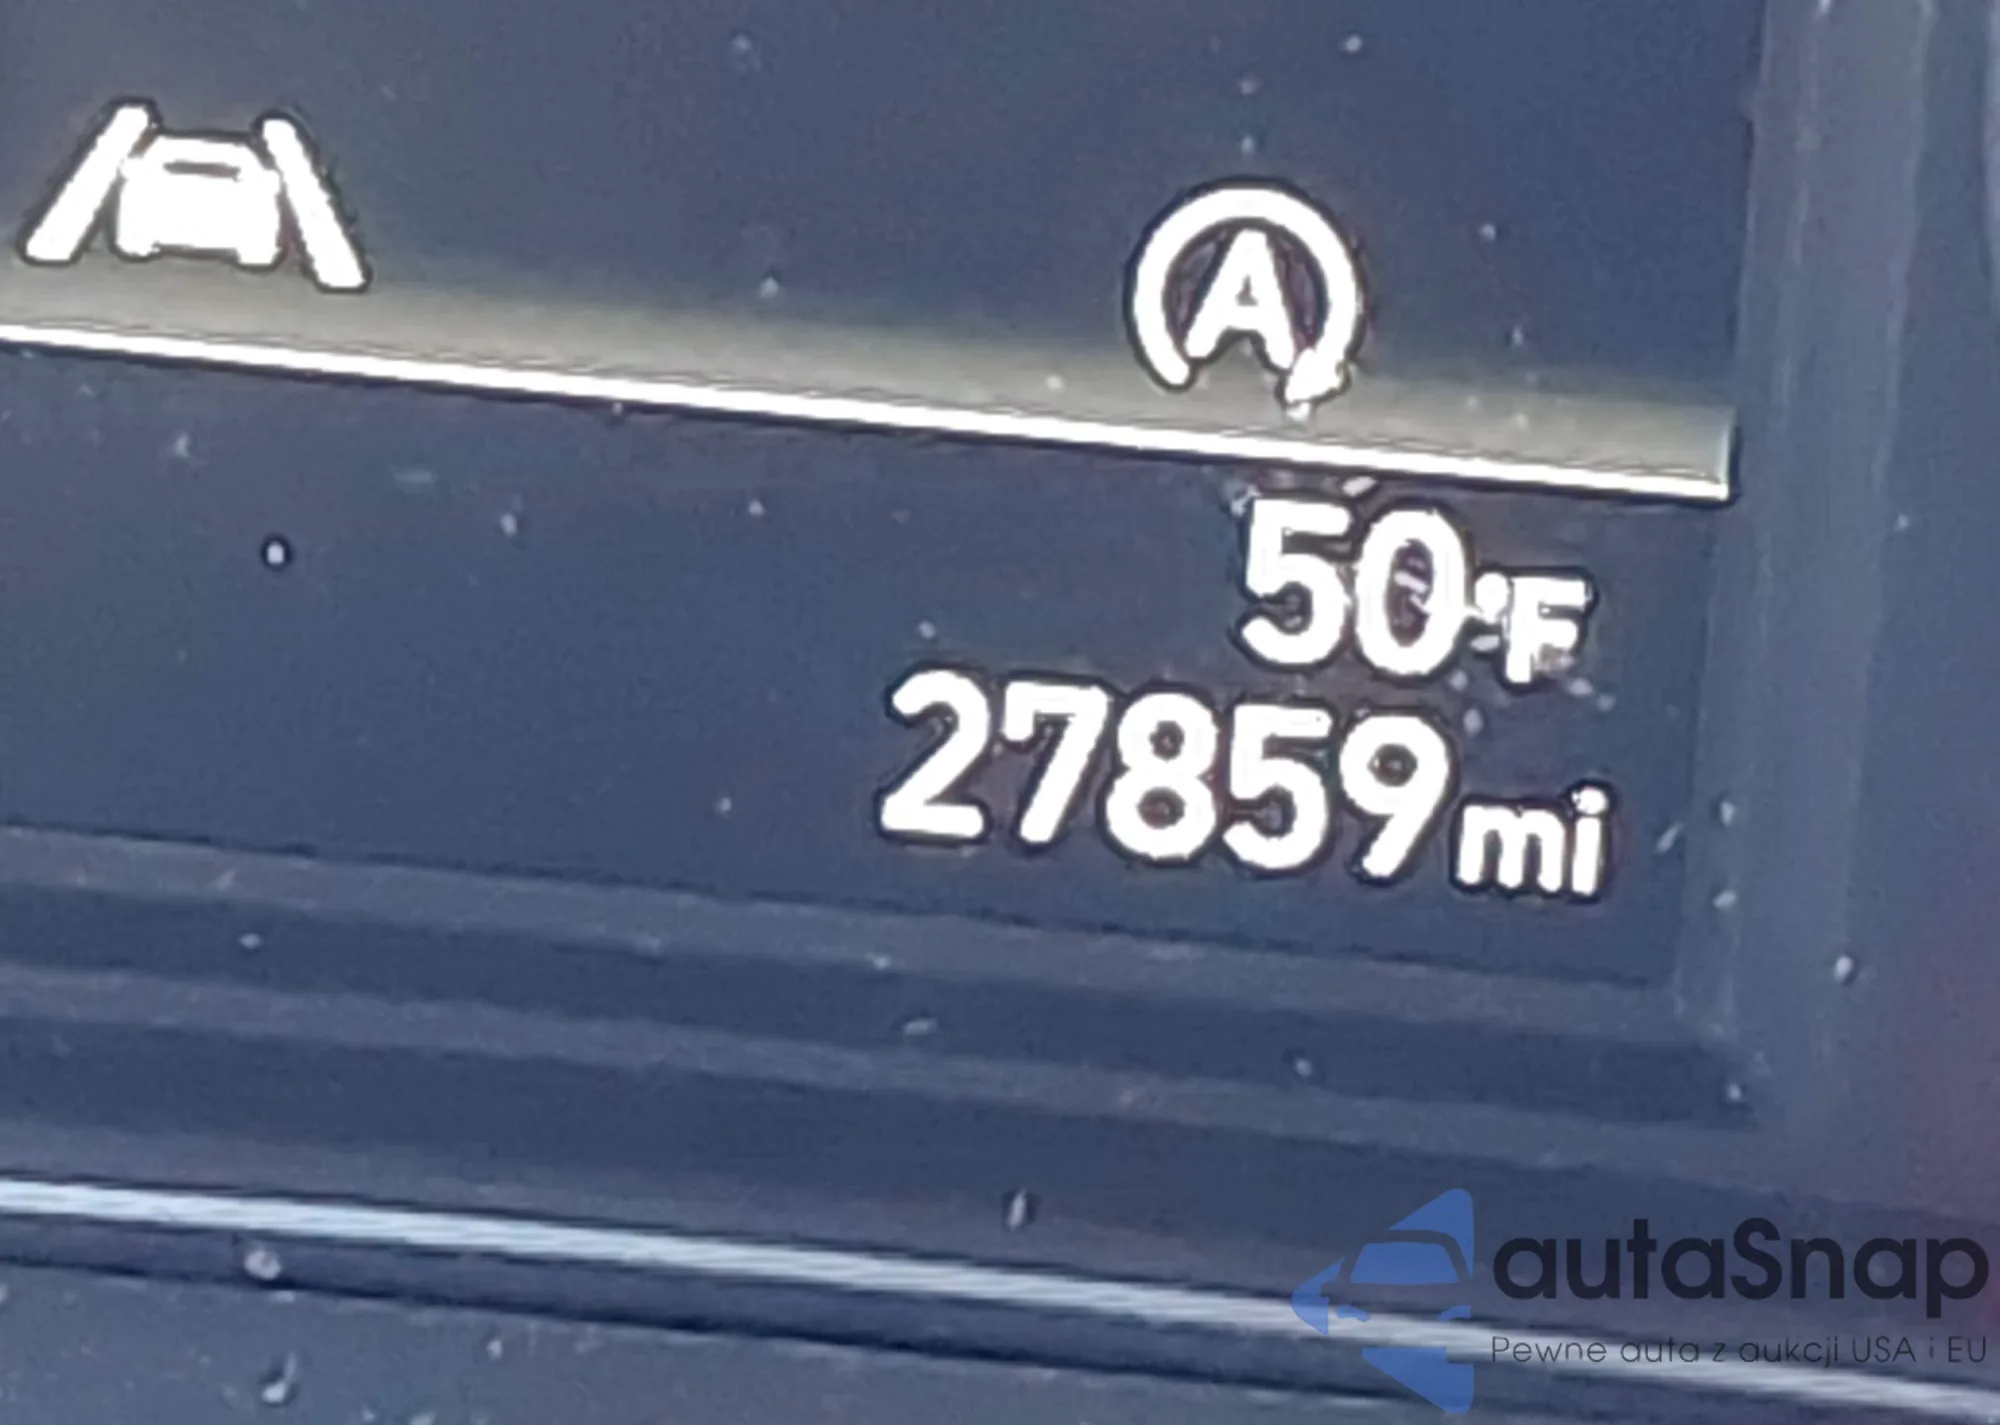 A
50°F
27859mi
autaSnap
Pewne auta z aukcji USA i EU